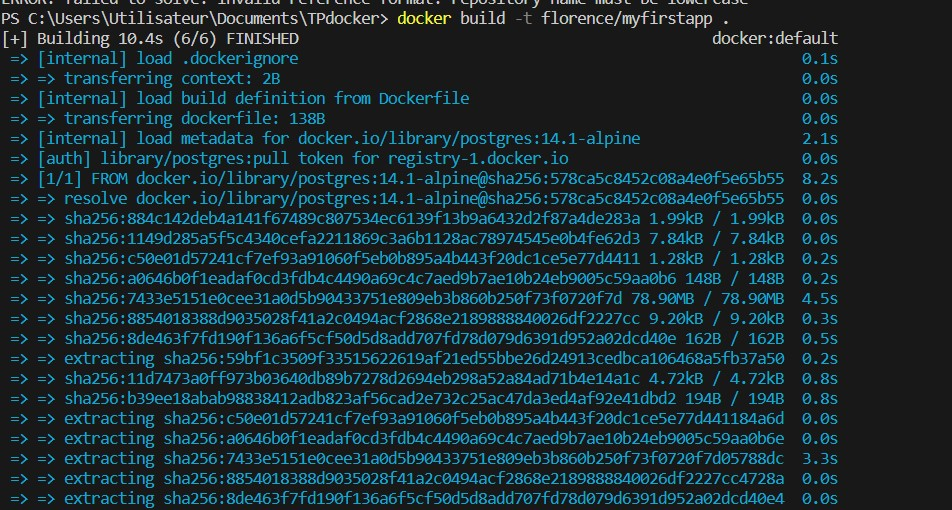 ERROR: failed to solve: invalid reference format: repository name must be lowercase
PS C:\Users\Utilisateur\Documents\TPdocker> docker build -t florence/myfirstapp .
[+] Building 10.4s (6/6) FINISHED docker:default
=> [internal] load .dockerignore 0.1s
=> => transferring context: 2B 0.0s
=> [internal] load build definition from Dockerfile 0.0s
=> => transferring dockerfile: 138B 0.0s
=> [internal] load metadata for docker.io/library/postgres:14.1-alpine 2.1s
=> [auth] library/postgres:pull token for registry-1.docker.io 0.0s
=> [1/1] FROM docker.io/library/postgres:14.1-alpine@sha256:578ca5c8452c08a4e0f5e65b55 8.2s
=> => resolve docker.io/library/postgres:14.1-alpine@sha256:578ca5c8452c08a4e0f5e65b55 0.0s
=> => sha256:884c142deb4a141f67489c807534ec6139f13b9a6432d2f87a4de283a 1.99kB / 1.99kB 0.0s
=> => sha256:1149d285a5f5c4340cefa2211869c3a6b1128ac78974545e0b4fe62d3 7.84kB / 7.84kB 0.0s
=> => sha256:c50e01d57241cf7ef93a91060f5eb0b895a4b443f20dc1ce5e77d4411 1.28kB / 1.28kB 0.2s
=> => sha256:a0646b0f1eadaf0cd3fdb4c4490a69c4c7aed9b7ae10b24eb9005c59aa0b6 148B / 148B 0.2s
=> => sha256:7433e5151e0cee31a0d5b90433751e809eb3b860b250f73f0720f7d 78.90MB / 78.90MB 4.5s
=> => sha256:8854018388d9035028f41a2c0494acf2868e2189888840026df2227cc 9.20kB / 9.20kB 0.3s
=> => sha256:8de463f7fd190f136a6f5cf50d5d8add707fd78d079d6391d952a02dcd40e 162B / 162B 0.5s
=> => extracting sha256:59bf1c3509f33515622619af21ed55bbe26d24913cedbca106468a5fb37a50 0.2s
=> => sha256:11d7473a0ff973b03640db89b7278d2694eb298a52a84ad71b4e14a1c 4.72kB / 4.72kB 0.8s
=> => sha256:b39ee18abab98838412adb823af56cad2e732c25ac47da3ed4af92e41dbd2 194B / 194B 0.8s
=> => extracting sha256:c50e01d57241cf7ef93a91060f5eb0b895a4b443f20dc1ce5e77d441184a6d 0.0s
=> => extracting sha256:a0646b0f1eadaf0cd3fdb4c4490a69c4c7aed9b7ae10b24eb9005c59aa0b6e 0.0s
=> => extracting sha256:7433e5151e0cee31a0d5b90433751e809eb3b860b250f73f0720f7d05788dc 3.3s
=> => extracting sha256:8854018388d9035028f41a2c0494acf2868e2189888840026df2227cc4728a 0.0s
=> => extracting sha256:8de463f7fd190f136a6f5cf50d5d8add707fd78d079d6391d952a02dcd40e4 0.0s